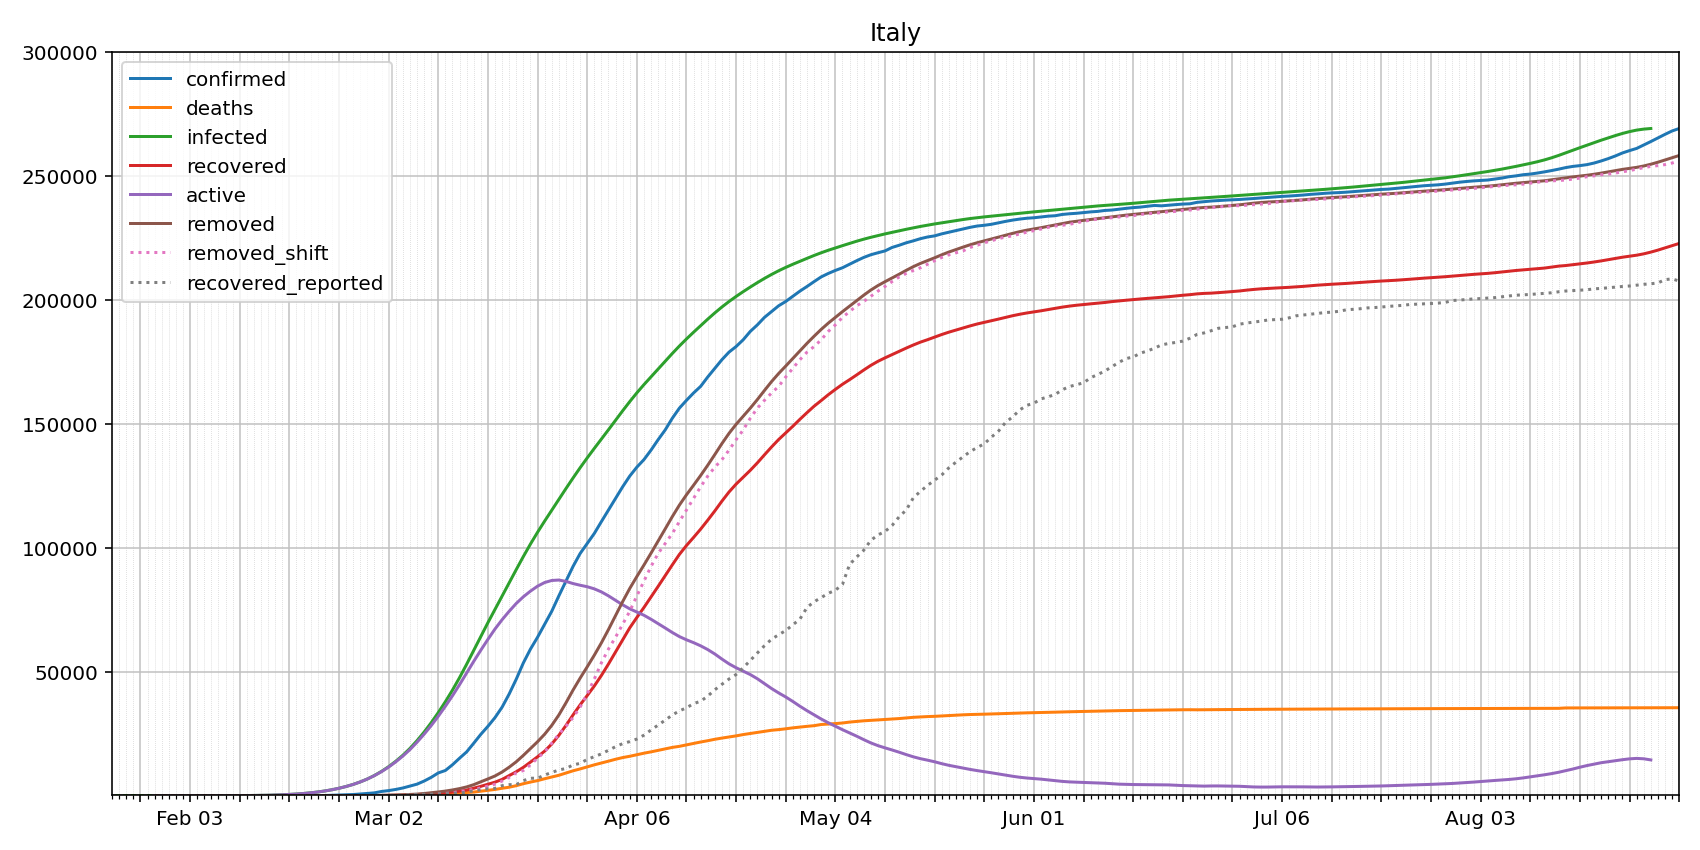 Italy
300000
250000
200000
150000
100000
50000
confirmed
deaths
infected
recovered
active
removed
removed_shift
recovered_reported
Feb 03
Mar 02
Apr 06
May 04
Jun 01
Jul 06
Aug 03